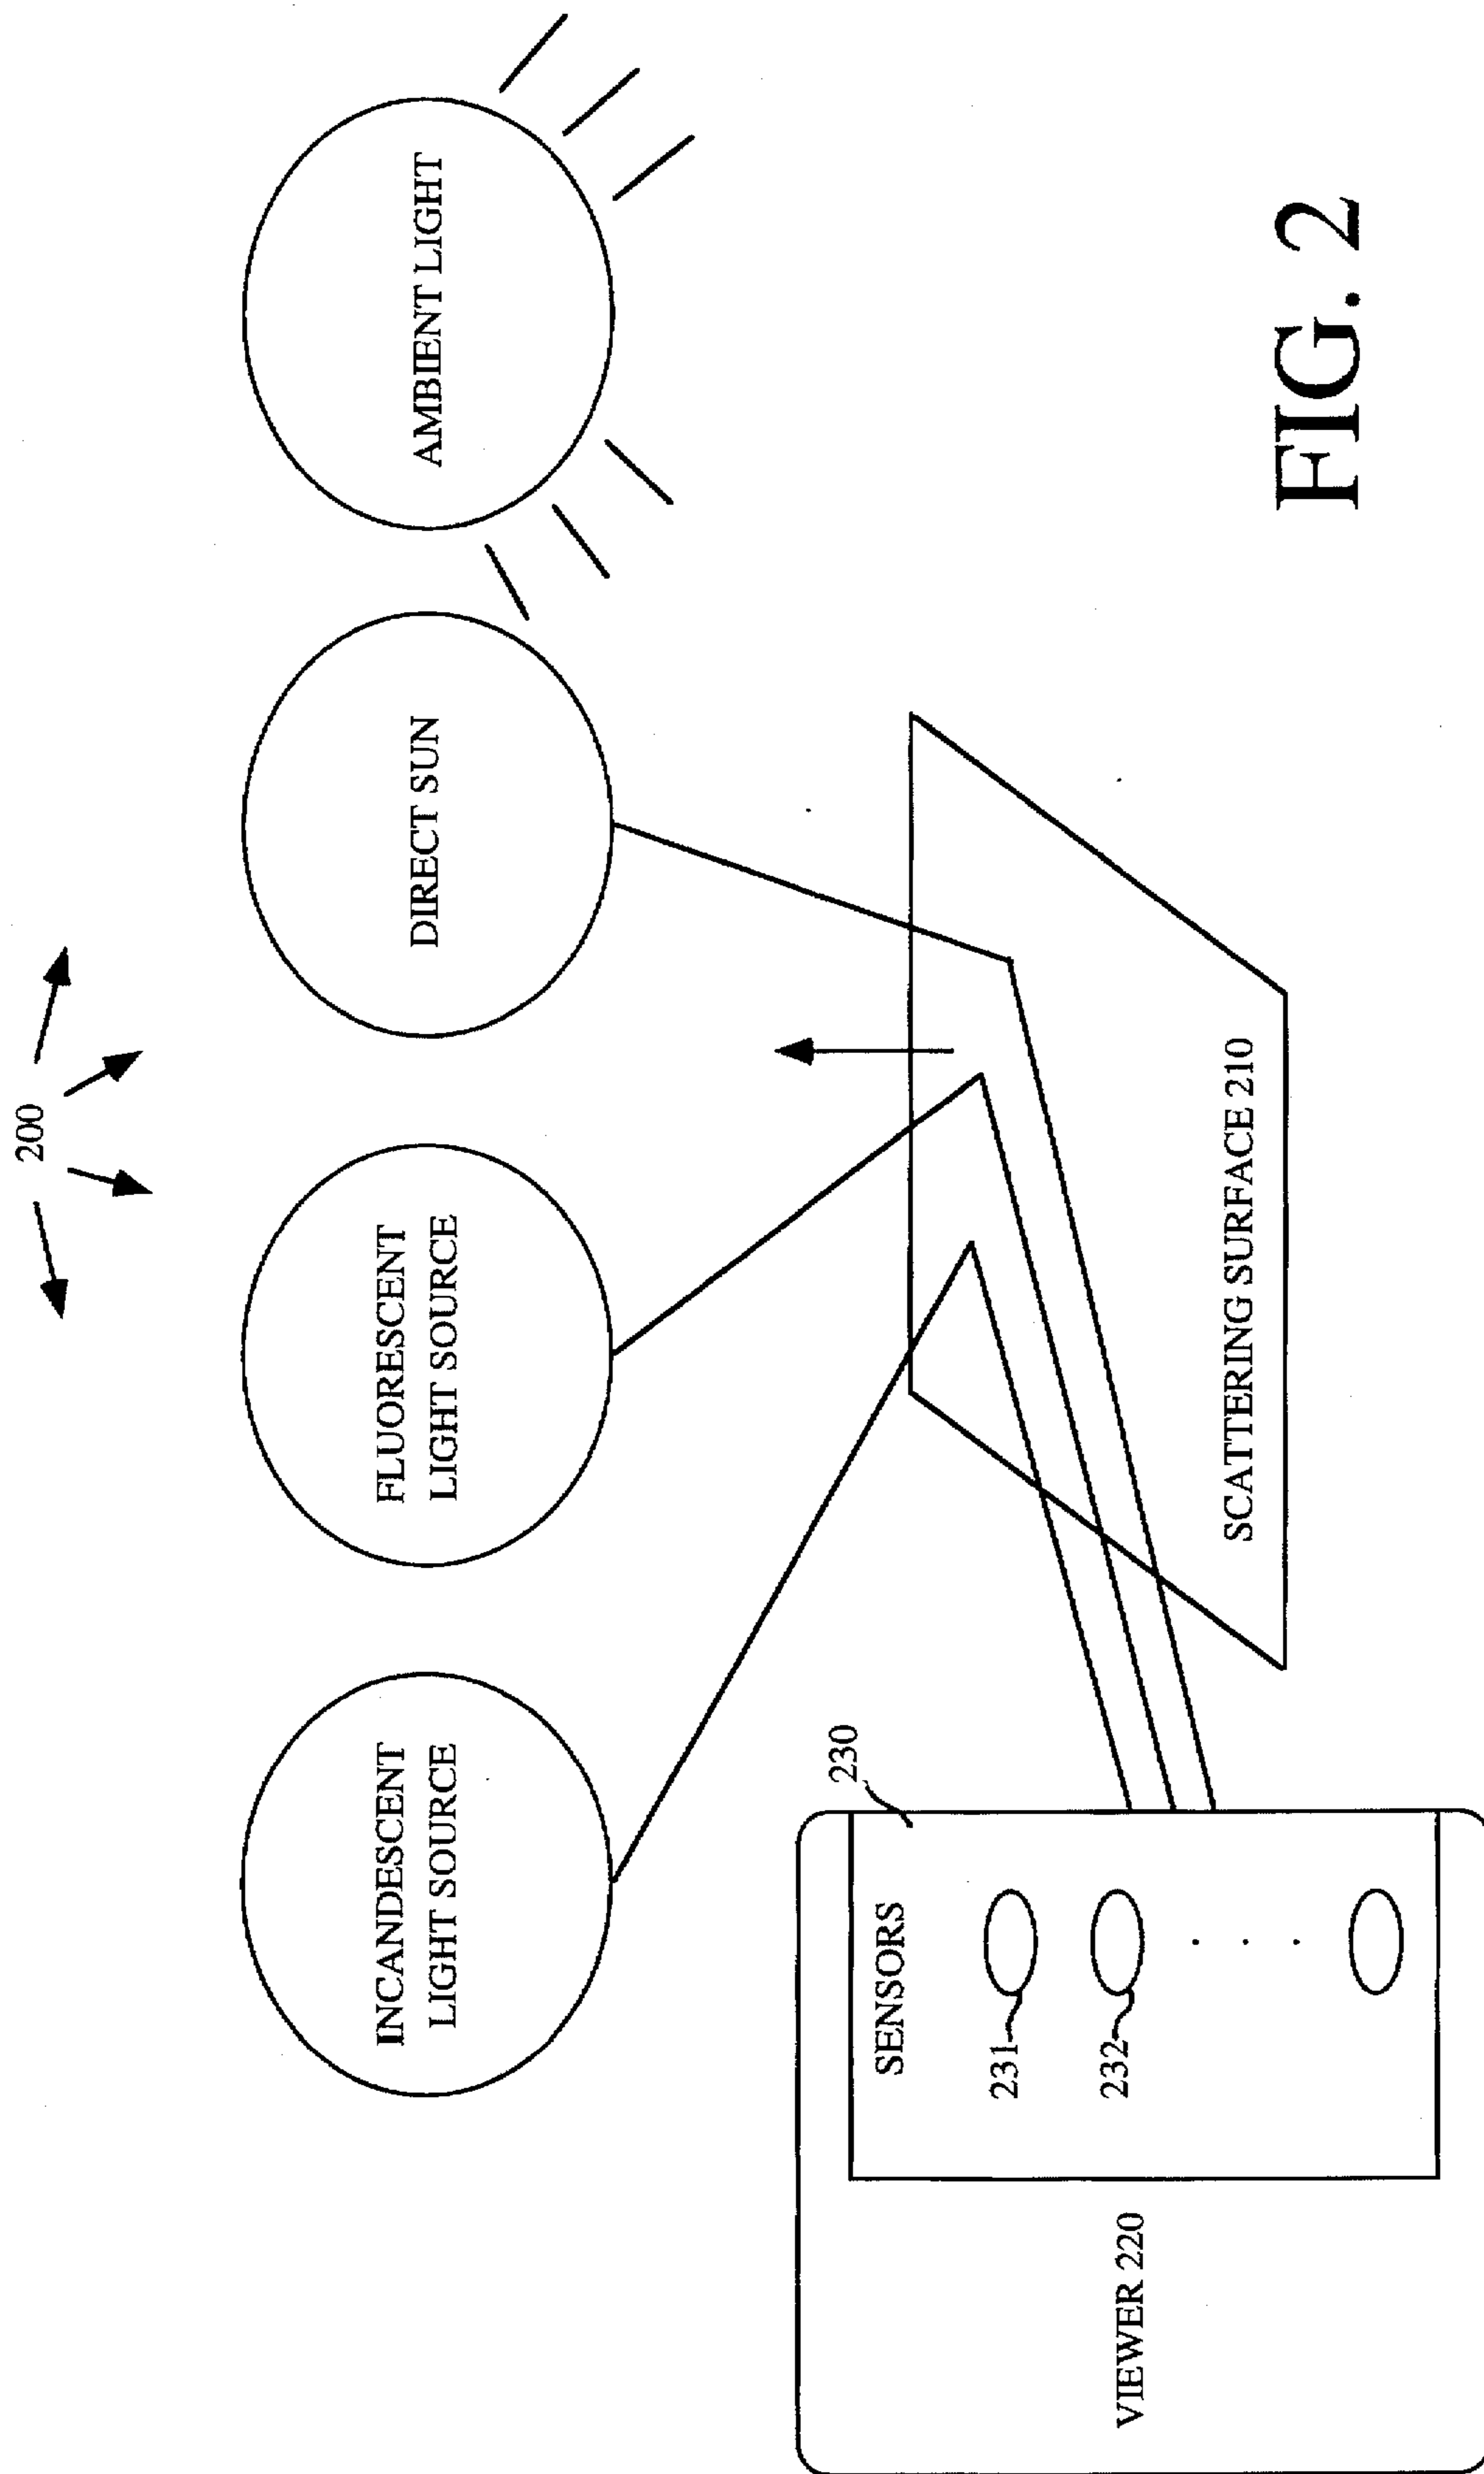 200
INCANDESCENT
LIGHT SOURCE
FLUORESCENT
LIGHT SOURCE
DIRECT SUN
AMBIENT LIGHT
230
SENSORS
231
232
VIEWER 220
SCATTERING SURFACE 210
FIG. 2